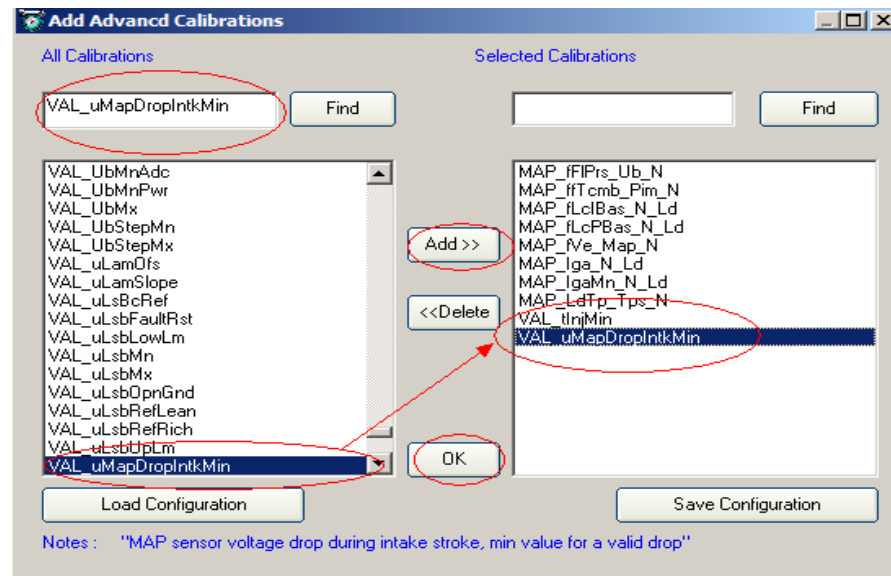 Add Advancd Calibrations
All Calibrations
Selected Calibrations
VAL_uMapDropIntkMin
Find
Find
VAL_UbMnAdc
VAL_UbMnPwr
VAL_UbMx
VAL_UbStepMn
VAL_UbStepMx
VAL_uLamOfs
VAL_uLamSlope
VAL_uLsBcRef
VAL_uLsbFaultRst
VAL_uLsbLowLm
VAL_uLsbMn
VAL_uLsbMx
VAL_uLsbOpnGnd
VAL_uLsbRefLean
VAL_uLsbRefRich
VAL_uLsbUpLm
VAL_uMapDropIntkMin
Add >>
<<Delete
OK
MAP_fFlPrs_Ub_N
MAP_ffTcmb_Pim_N
MAP_fLclBas_N_Ld
MAP_fLcPBas_N_Ld
MAP_fVe_Map_N
MAP_Iga_N_Ld
MAP_IgaMn_N_Ld
MAP_LdTp_Tps_N
VAL_tInjMin
VAL_uMapDropIntkMin
Load Configuration
Save Configuration
Notes : "MAP sensor voltage drop during intake stroke, min value for a valid drop"